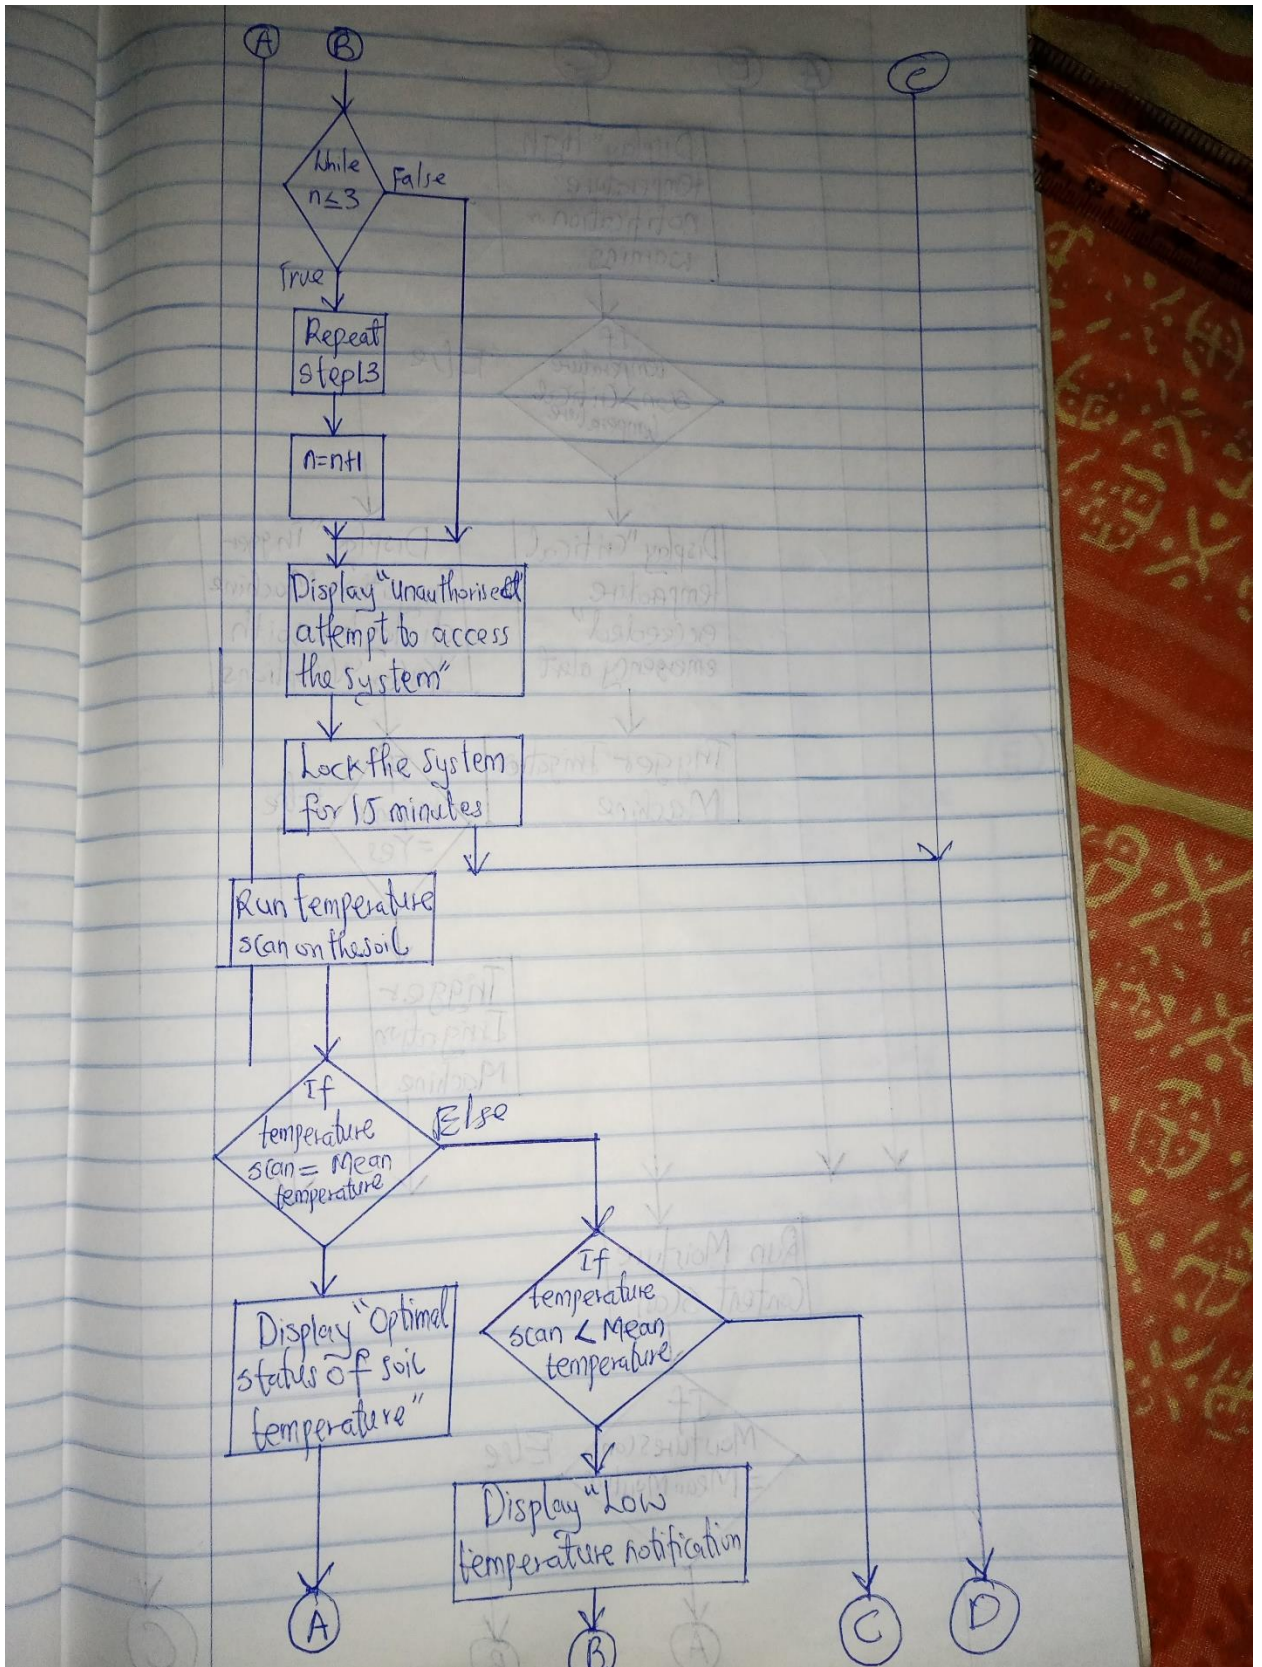 A B C
While
n≤3
False
True
Repeat
step13
n=n+1
Display "Unauthorised
attempt to access
the system"
Lock the system
for 15 minutes
Run temperature
scan on the soil
If
temperature
scan = Mean
temperature
Else
If
temperature
scan < Mean
temperature
Display "Optimal
status of soil
temperature"
Display "Low
temperature notification
A B C D